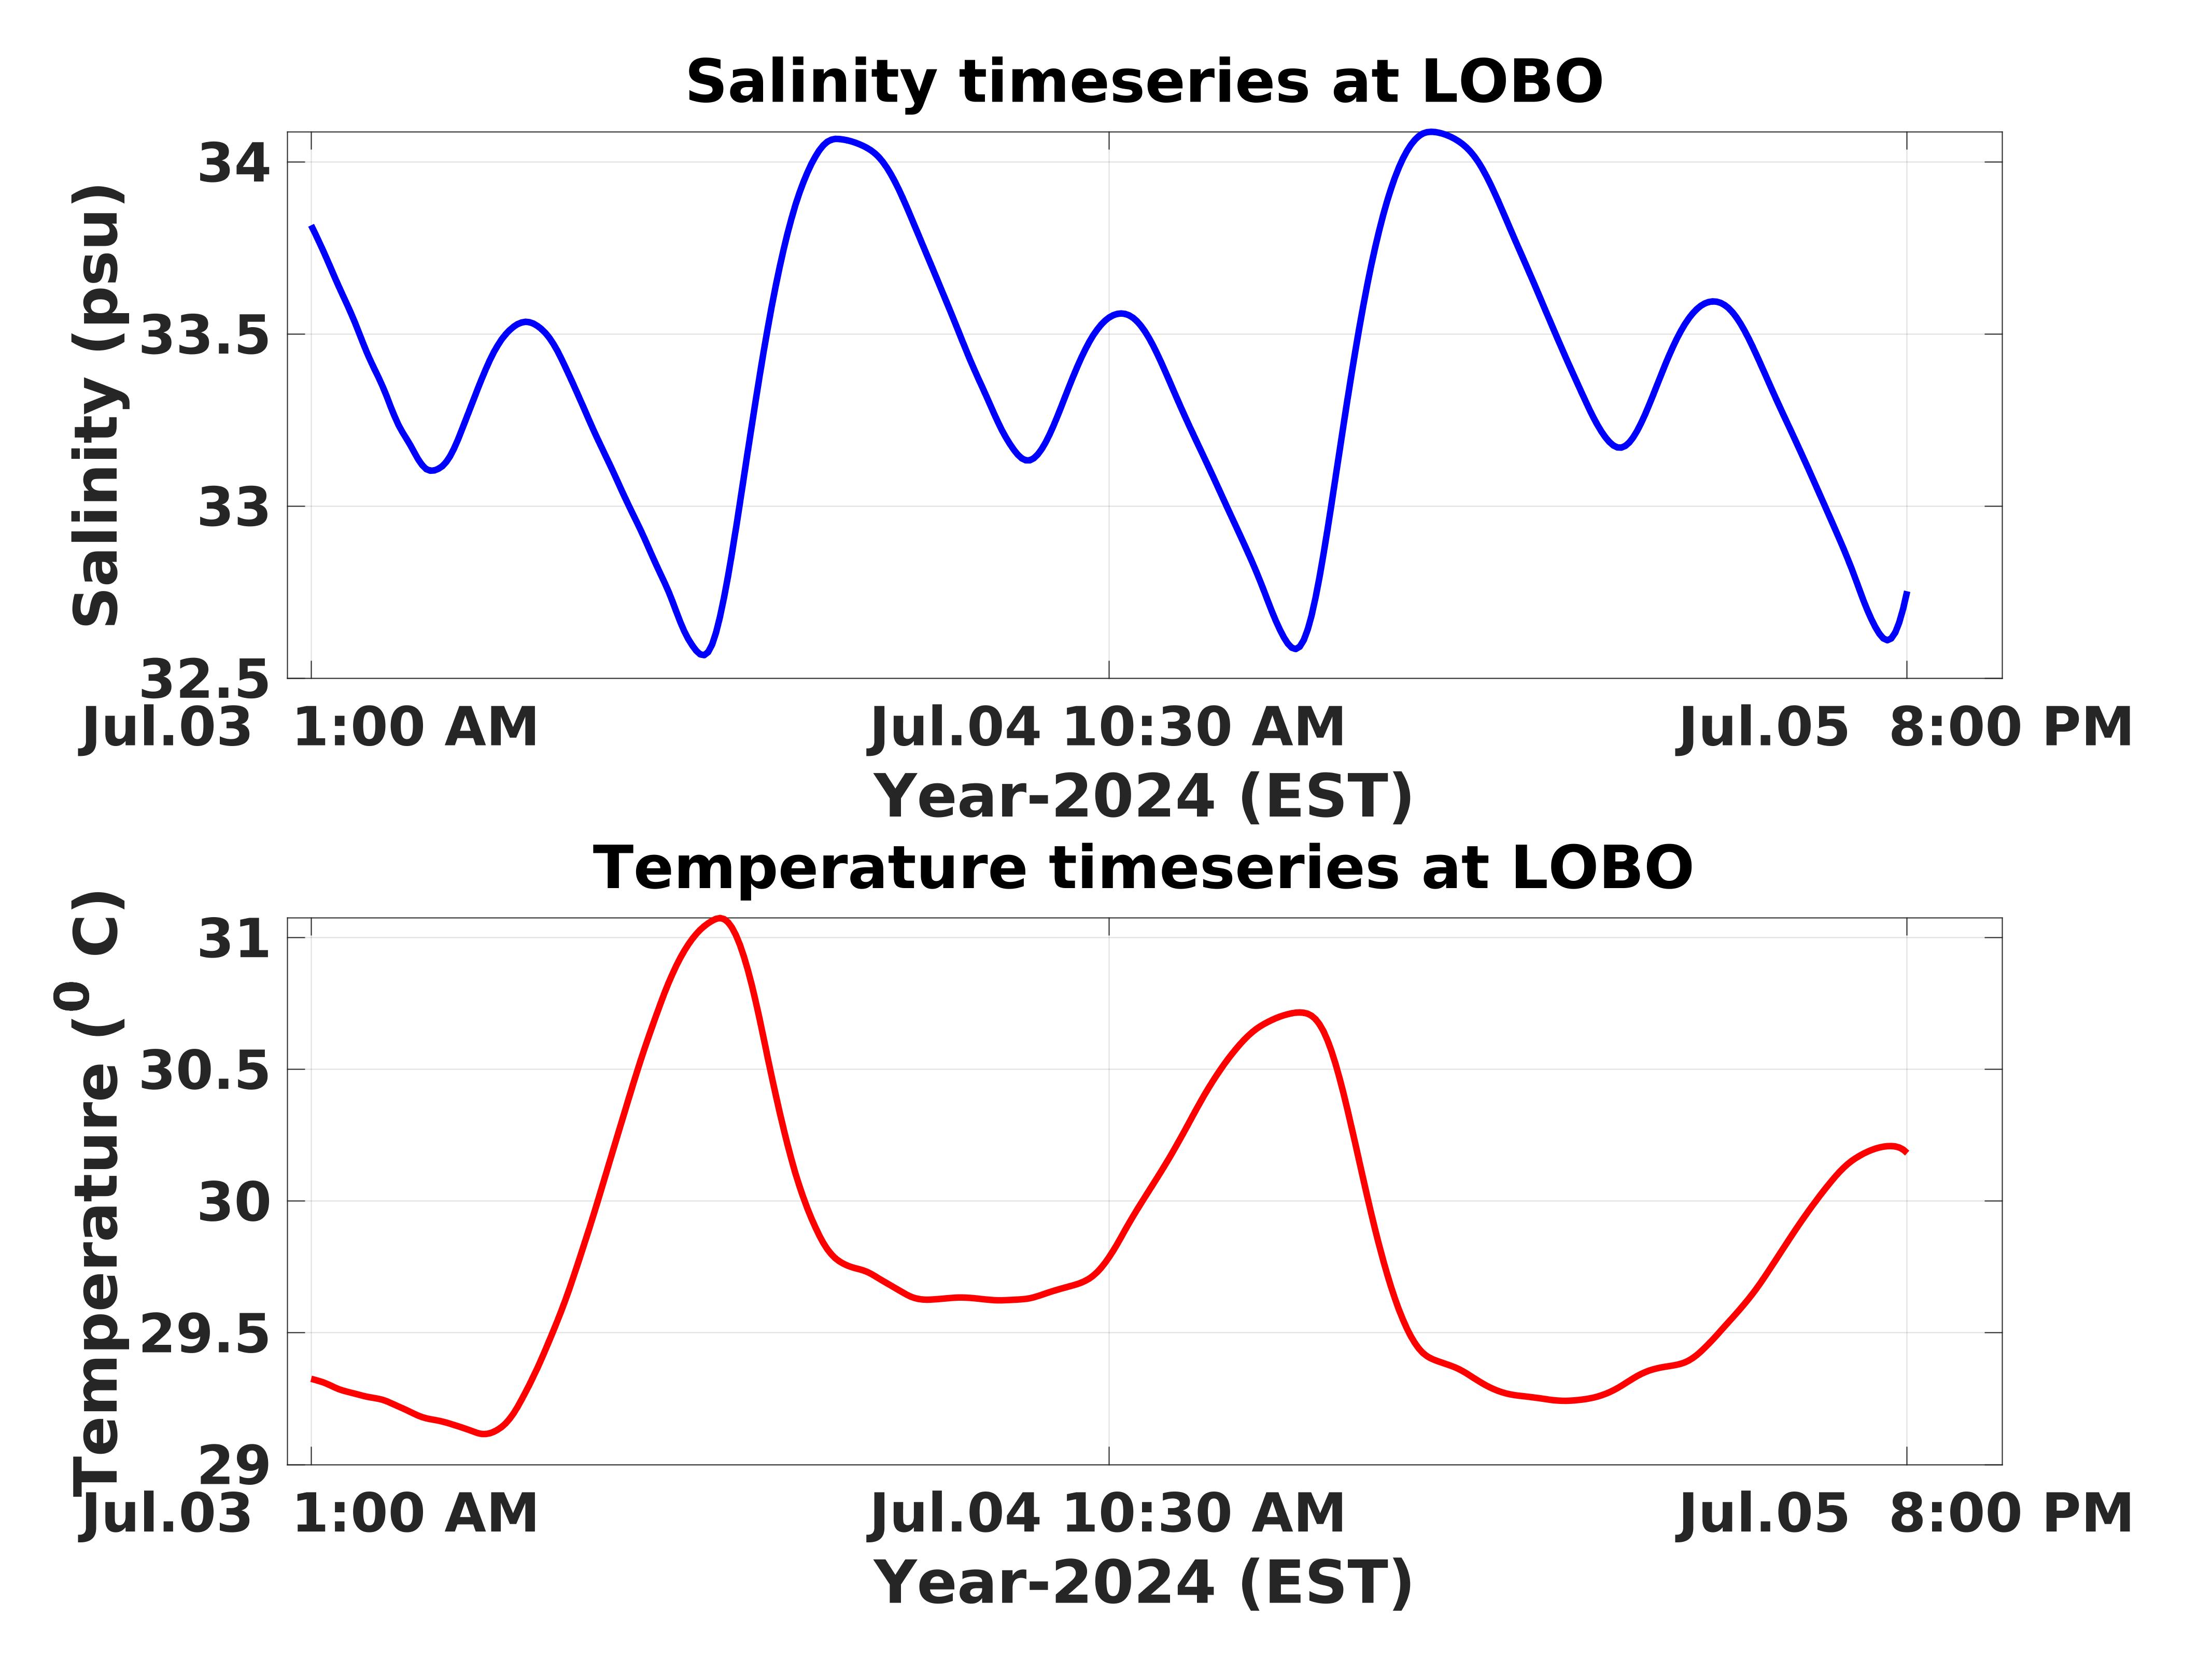 Salinity timeseries at LOBO
Salinity (psu)
34
33.5
33
32.5
Jul.03 1:00 AM Jul.04 10:30 AM Jul.05 8:00 PM
Year-2024 (EST)
Temperature timeseries at LOBO
Temperature (⁰ C)
31
30.5
30
29.5
29
Jul.03 1:00 AM Jul.04 10:30 AM Jul.05 8:00 PM
Year-2024 (EST)